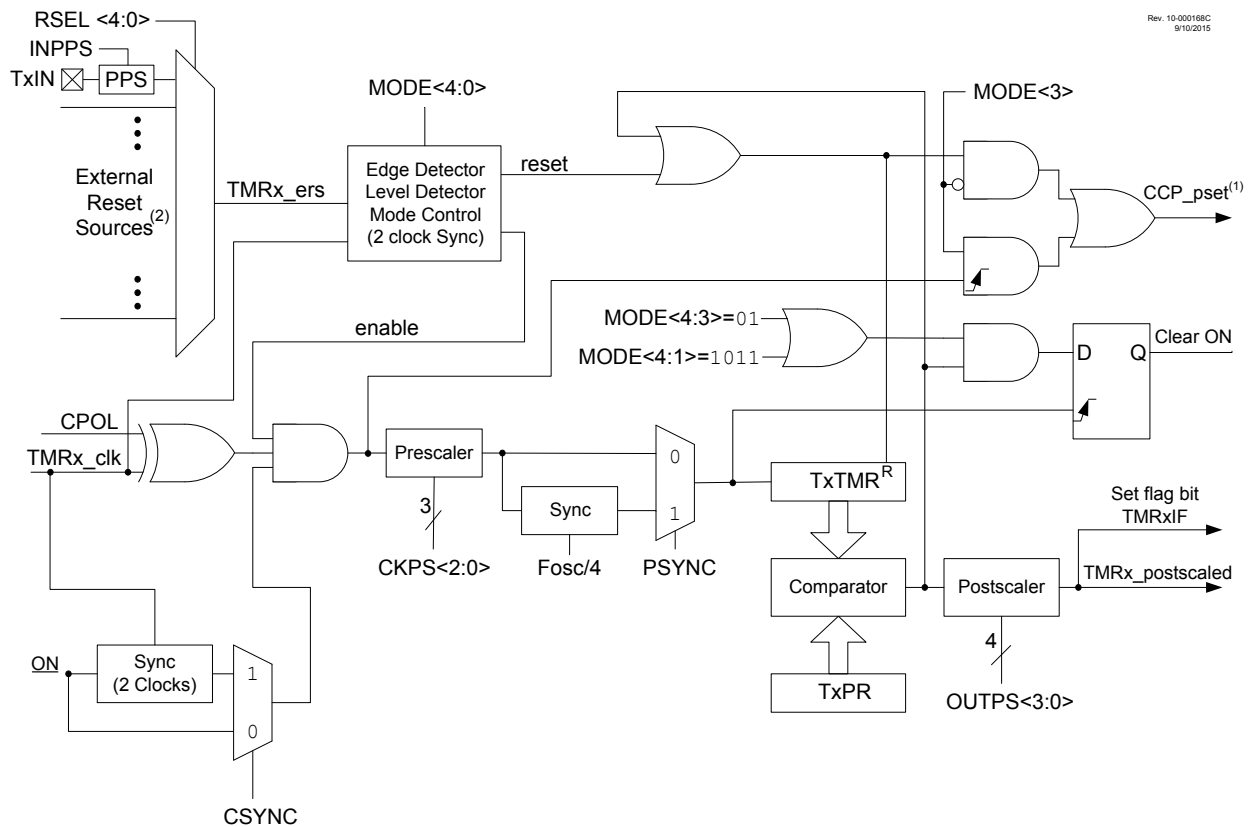 Rev. 10-000168C
9/10/2015
RSEL <4:0>
INPPS
TxIN
PPS
External
Reset
Sources(2)
TMRx_ers
MODE<4:0>
Edge Detector
Level Detector
Mode Control
(2 clock Sync)
reset
enable
MODE<3>
CCP_pset(1)
MODE<4:3>=01
MODE<4:1>=1011
D
Q
Clear ON
CPOL
TMRx_clk
Prescaler
3
CKPS<2:0>
Sync
Fosc/4
0
1
PSYNC
TxTMR
R
Comparator
TxPR
Postscaler
4
OUTPS<3:0>
Set flag bit
TMRxIF
TMRx_postscaled
ON
Sync
(2 Clocks)
1
0
CSYNC